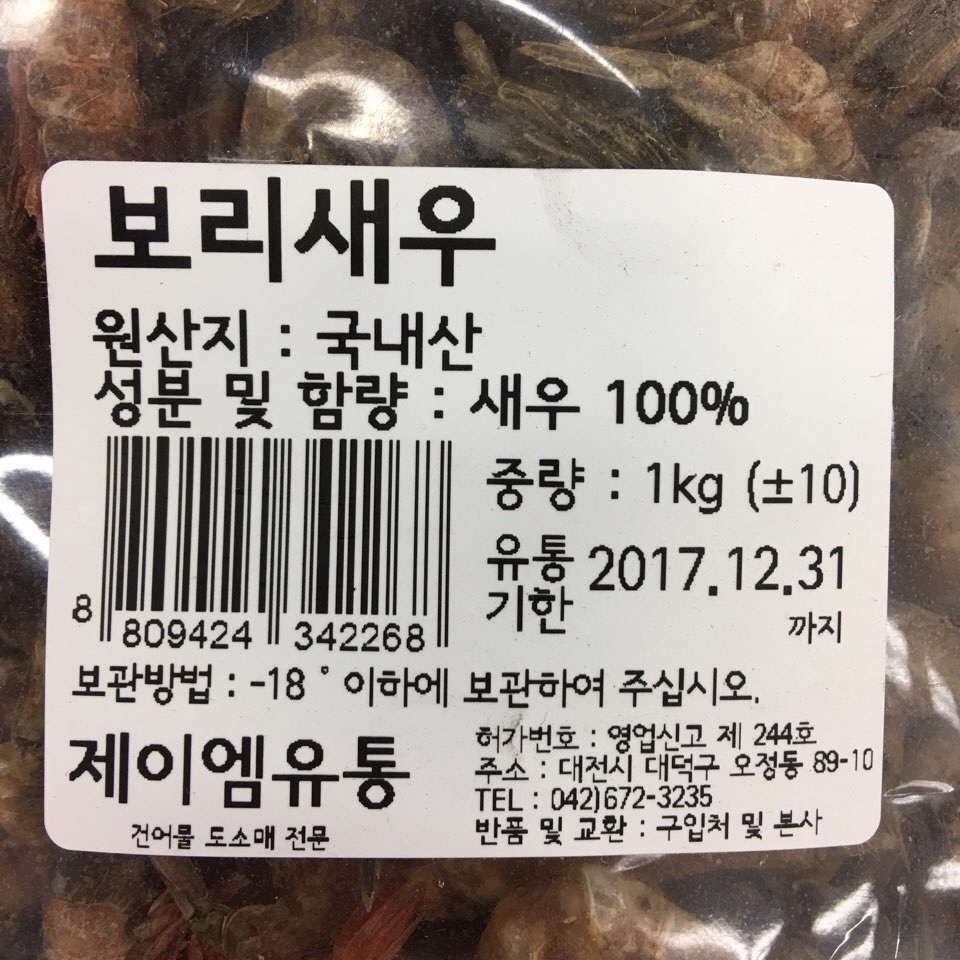 보리새우
원산지 : 국내산
성분 및 함량 : 새우 100%
중량 : 1kg (±10)
유통기한 2017.12.31 까지
8 809424 342268
보관방법 : -18˚ 이하에 보관하여 주십시오.
제이엠유통
건어물 도소매 전문
허가번호 : 영업신고 제 244호
주소 : 대전시 대덕구 오정동 89-10
TEL : 042)672-3235
반품 및 교환 : 구입처 및 본사